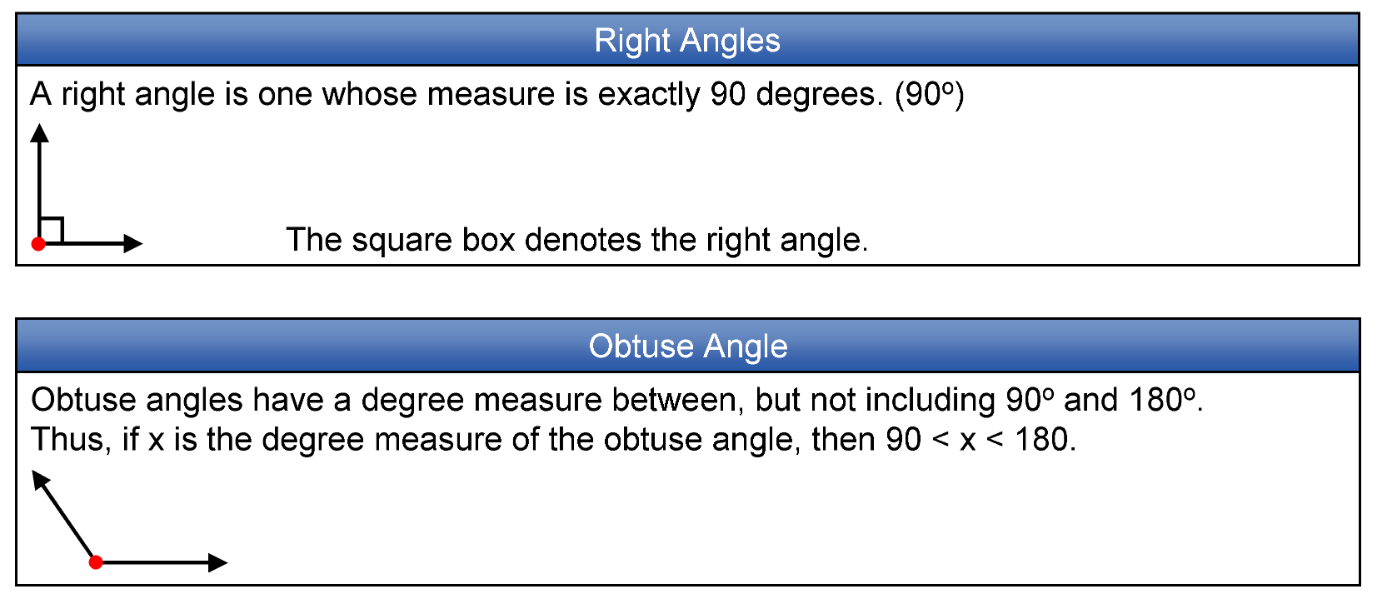 Right Angles
A right angle is one whose measure is exactly 90 degrees. (90º)
The square box denotes the right angle.
Obtuse Angle
Obtuse angles have a degree measure between, but not including 90º and 180º.
Thus, if x is the degree measure of the obtuse angle, then 90 < x < 180.